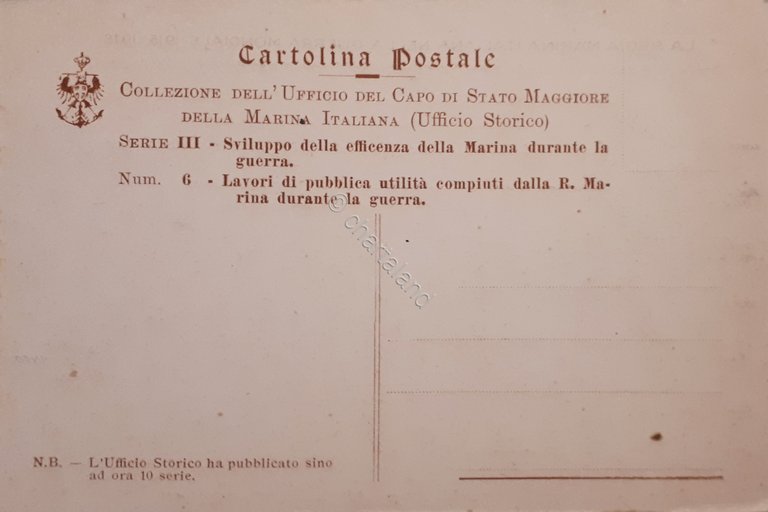 Cartolina Postale
COLLEZIONE DELL'UFFICIO DEL CAPO DI STATO MAGGIORE
DELLA MARINA ITALIANA (Ufficio Storico)
SERIE III - Sviluppo della efficenza della Marina durante la
guerra.
Num. 6 - Lavori di pubblica utilità compiuti dalla R. Ma-
rina durante la guerra.
© chartaland
N.B. — L'Ufficio Storico ha pubblicato sino
ad ora 10 serie.